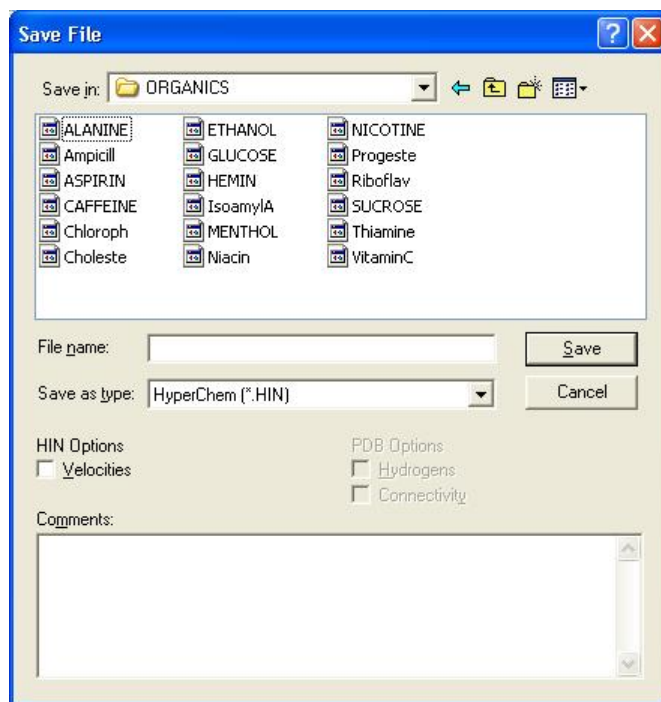 Save File
Save in: ORGANICS
ALANINE ETHANOL NICOTINE
Ampicill GLUCOSE Progeste
ASPIRIN HEMIN Riboflav
CAFFEINE IsoamylA SUCROSE
Chloroph MENTHOL Thiamine
Choleste Niacin VitaminC
File name: Save
Save as type: HyperChem (*.HIN) Cancel
HIN Options PDB Options
Velocities Hydrogens
Connectivity
Comments: